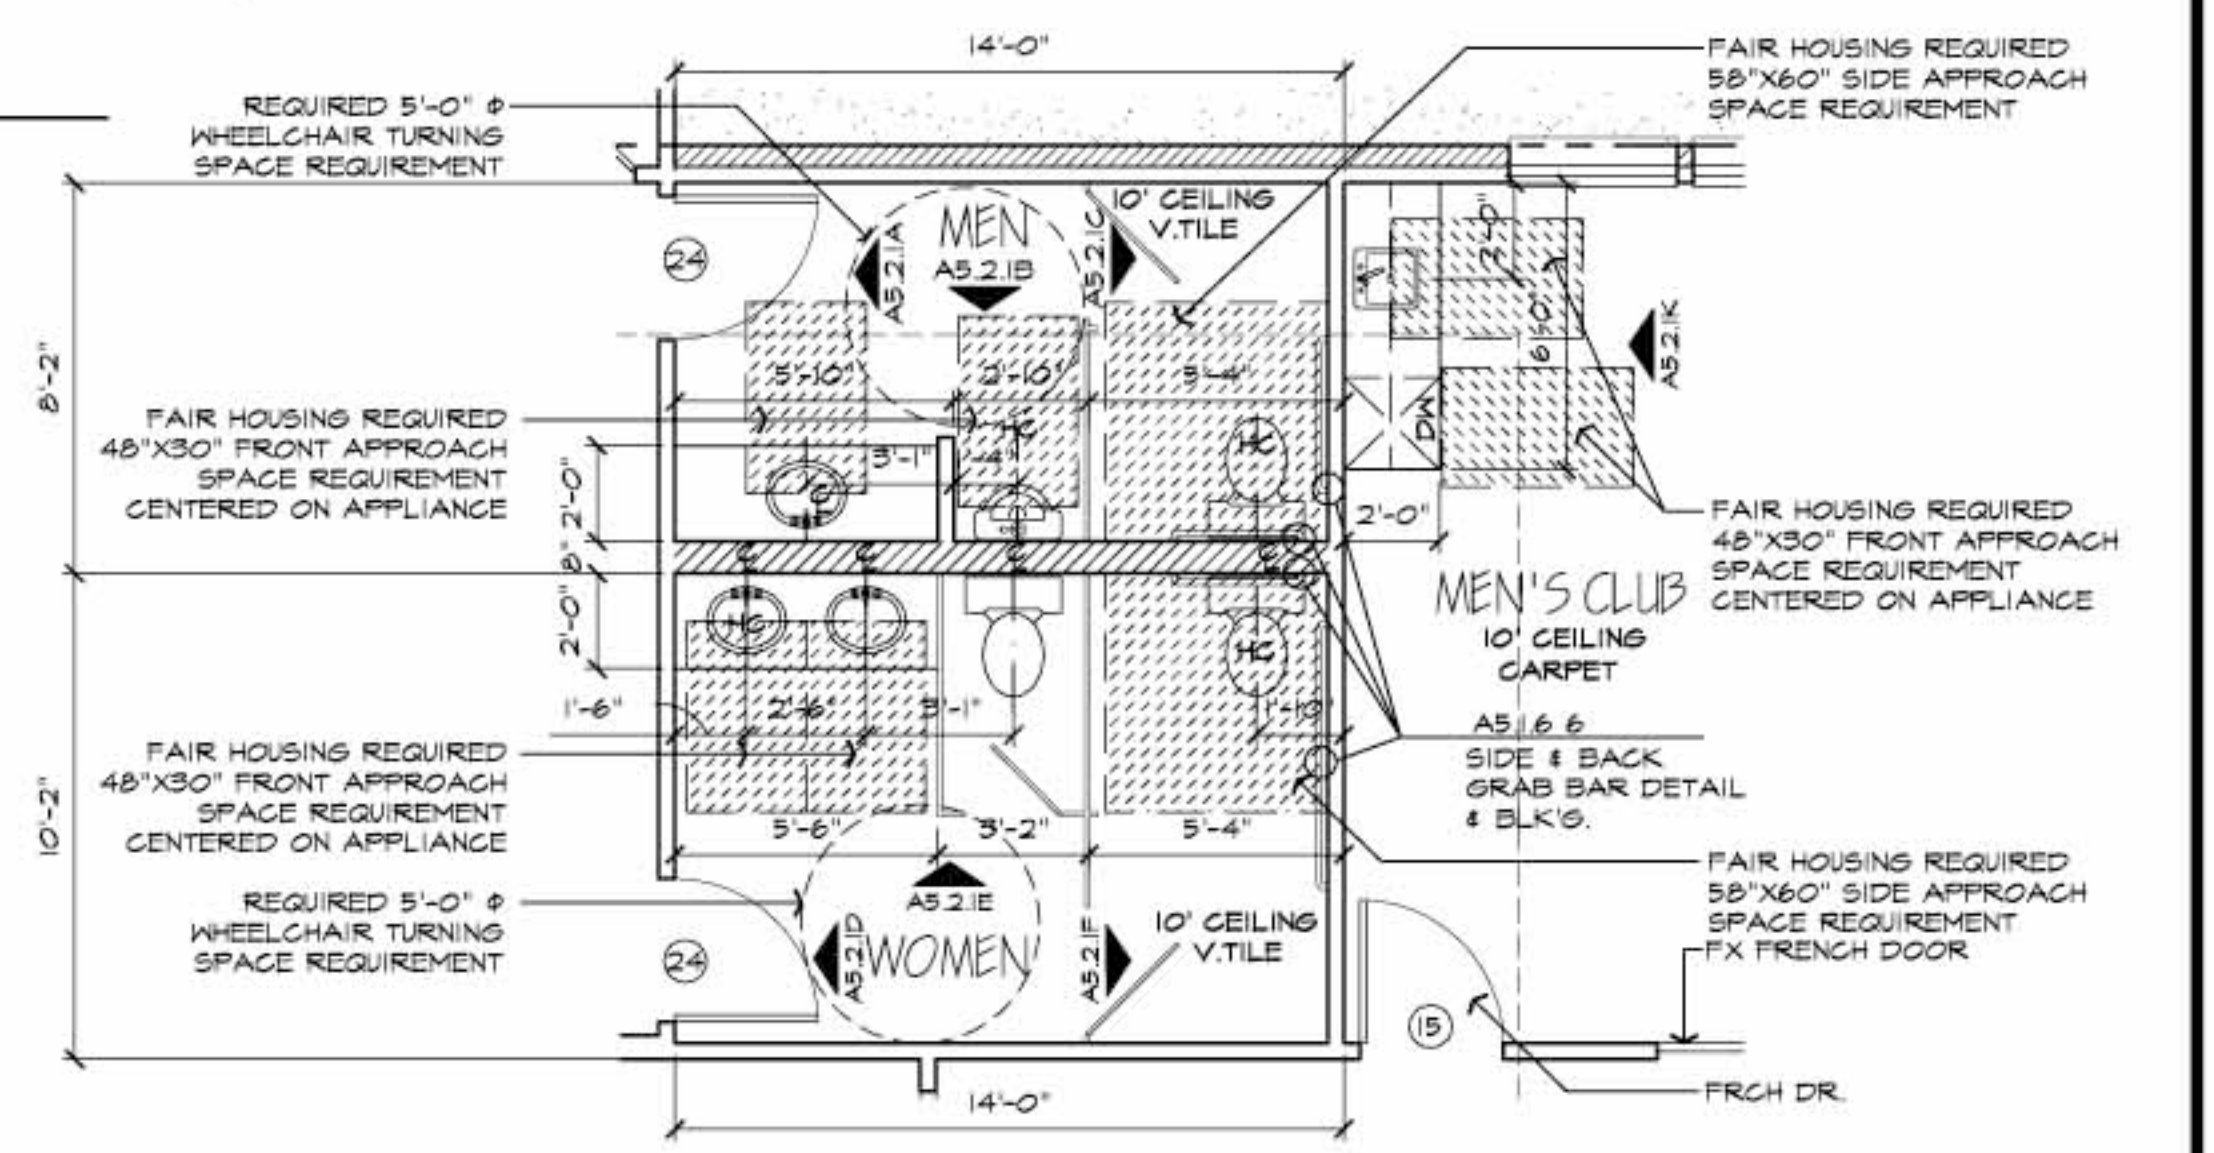 14'-0"
FAIR HOUSING REQUIRED
58"X60" SIDE APPROACH
SPACE REQUIREMENT
REQUIRED 5'-0" Φ
WHEELCHAIR TURNING
SPACE REQUIREMENT
MEN
A5.2.1B
A5.2.1A
A5.2.1C
10' CEILING
V.TILE
24
2'-0"
6'-0"
A5.2.1K
8'-2"
5'-10"
2'-10"
FAIR HOUSING REQUIRED
48"X30" FRONT APPROACH
SPACE REQUIREMENT
CENTERED ON APPLIANCE
HC
HC
DW
3'-1"
2'-0"
HC
2'-0"
FAIR HOUSING REQUIRED
48"X30" FRONT APPROACH
SPACE REQUIREMENT
CENTERED ON APPLIANCE
8"
MEN'S CLUB
10' CEILING
CARPET
2'-0"
HC
HC
1'-6"
2'-6"
3'-1"
1'-10"
A5.1.6 6
SIDE & BACK
GRAB BAR DETAIL
& BLK'G.
FAIR HOUSING REQUIRED
48"X30" FRONT APPROACH
SPACE REQUIREMENT
CENTERED ON APPLIANCE
10'-2"
5'-6"
3'-2"
5'-4"
FAIR HOUSING REQUIRED
58"X60" SIDE APPROACH
SPACE REQUIREMENT
REQUIRED 5'-0" Φ
WHEELCHAIR TURNING
SPACE REQUIREMENT
A5.2.1E
A5.2.1D
WOMEN
A5.2.1F
10' CEILING
V.TILE
24
FX FRENCH DOOR
15
FRCH DR.
14'-0"